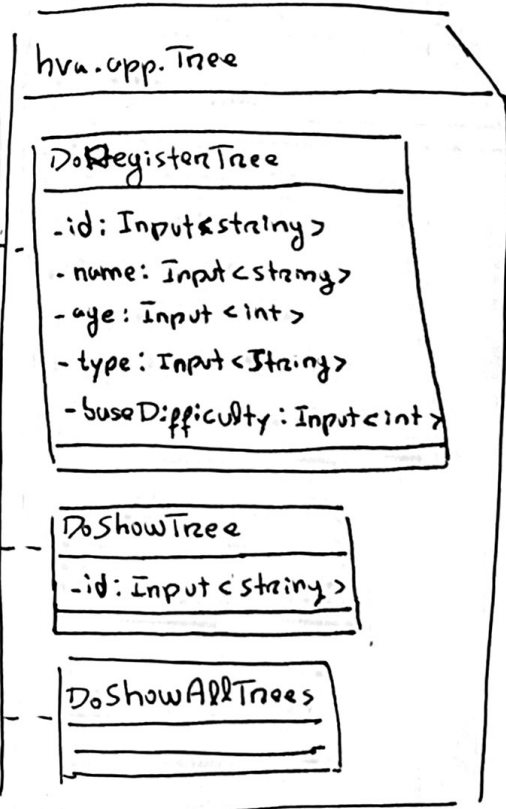 hva.app.Tree
DoRegisterTree
-id: Input<string>
-name: Input<string>
-age: Input<int>
-type: Input<String>
-baseDifficulty: Input<int>
DoShowTree
-id: Input<string>
DoShowAllTrees